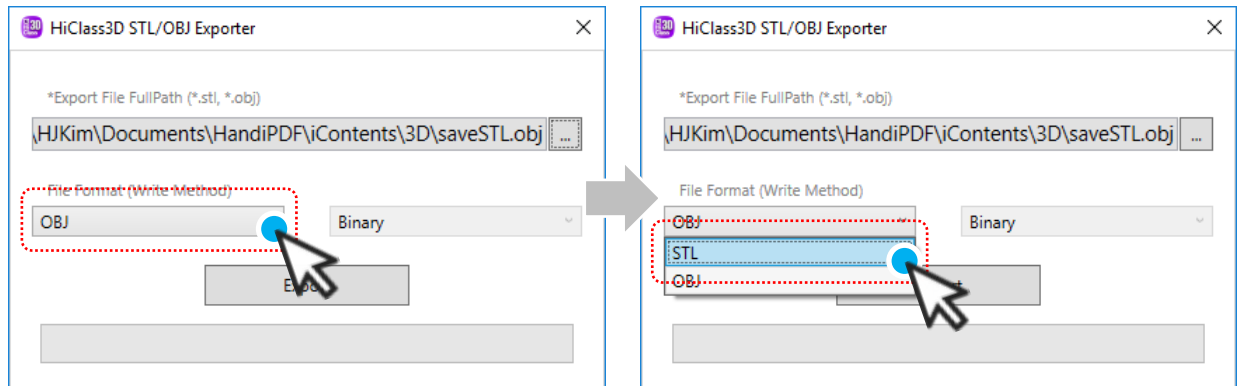 HiClass3D STL/OBJ Exporter
*Export File FullPath (*.stl, *.obj)
\HJKim\Documents\HandiPDF\iContents\3D\saveSTL.obj ...
File Format (Write Method)
OBJ Binary
HiClass3D STL/OBJ Exporter
*Export File FullPath (*.stl, *.obj)
\HJKim\Documents\HandiPDF\iContents\3D\saveSTL.obj ...
File Format (Write Method)
OBJ Binary
STL
OBJ